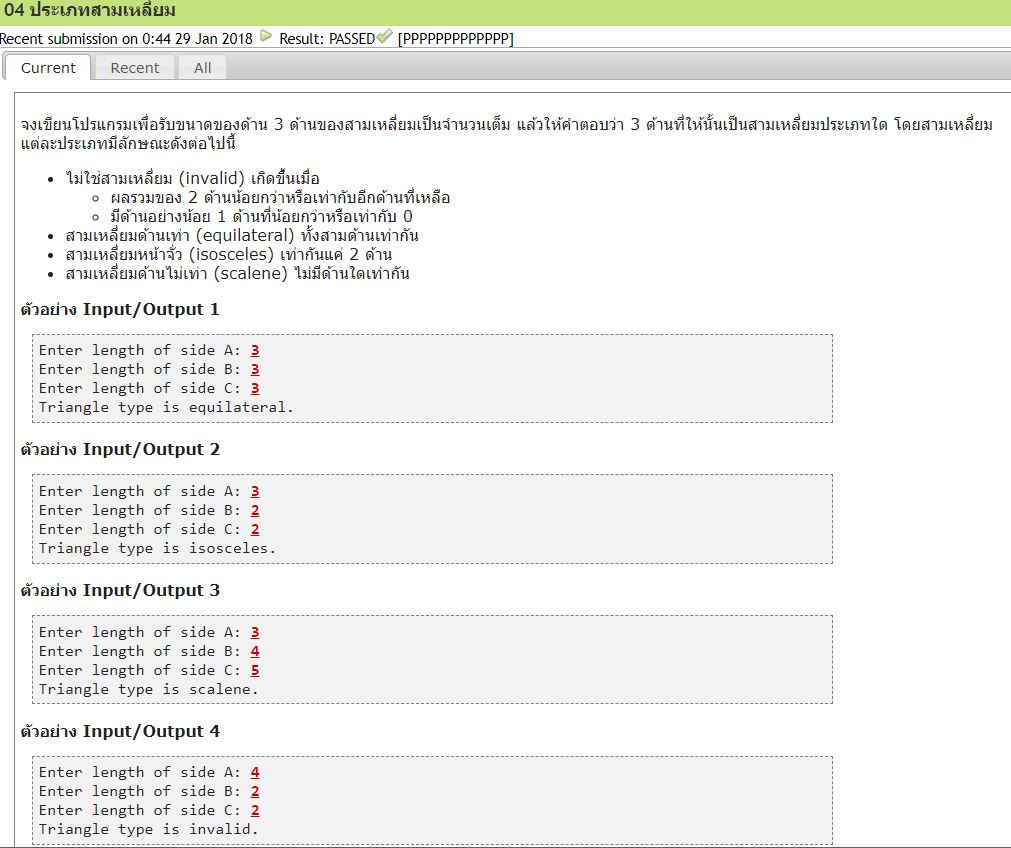 04 ประเภทสามเหลี่ยม
Recent submission on 0:44 29 Jan 2018 Result: PASSED [PPPPPPPPPPPPP]
Current Recent All
จงเขียนโปรแกรมเพื่อรับขนาดของด้าน 3 ด้านของสามเหลี่ยมเป็นจำนวนเต็ม แล้วให้คำตอบว่า 3 ด้านที่ให้นั้นเป็นสามเหลี่ยมประเภทใด โดยสามเหลี่ยม
แต่ละประเภทมีลักษณะดังต่อไปนี้
ไม่ใช่สามเหลี่ยม (invalid) เกิดขึ้นเมื่อ
ผลรวมของ 2 ด้านน้อยกว่าหรือเท่ากับอีกด้านที่เหลือ
มีด้านอย่างน้อย 1 ด้านที่น้อยกว่าหรือเท่ากับ 0
สามเหลี่ยมด้านเท่า (equilateral) ทั้งสามด้านเท่ากัน
สามเหลี่ยมหน้าจั่ว (isosceles) เท่ากันแค่ 2 ด้าน
สามเหลี่ยมด้านไม่เท่า (scalene) ไม่มีด้านใดเท่ากัน
ตัวอย่าง Input/Output 1
Enter length of side A: 3
Enter length of side B: 3
Enter length of side C: 3
Triangle type is equilateral.
ตัวอย่าง Input/Output 2
Enter length of side A: 3
Enter length of side B: 2
Enter length of side C: 2
Triangle type is isosceles.
ตัวอย่าง Input/Output 3
Enter length of side A: 3
Enter length of side B: 4
Enter length of side C: 5
Triangle type is scalene.
ตัวอย่าง Input/Output 4
Enter length of side A: 4
Enter length of side B: 2
Enter length of side C: 2
Triangle type is invalid.